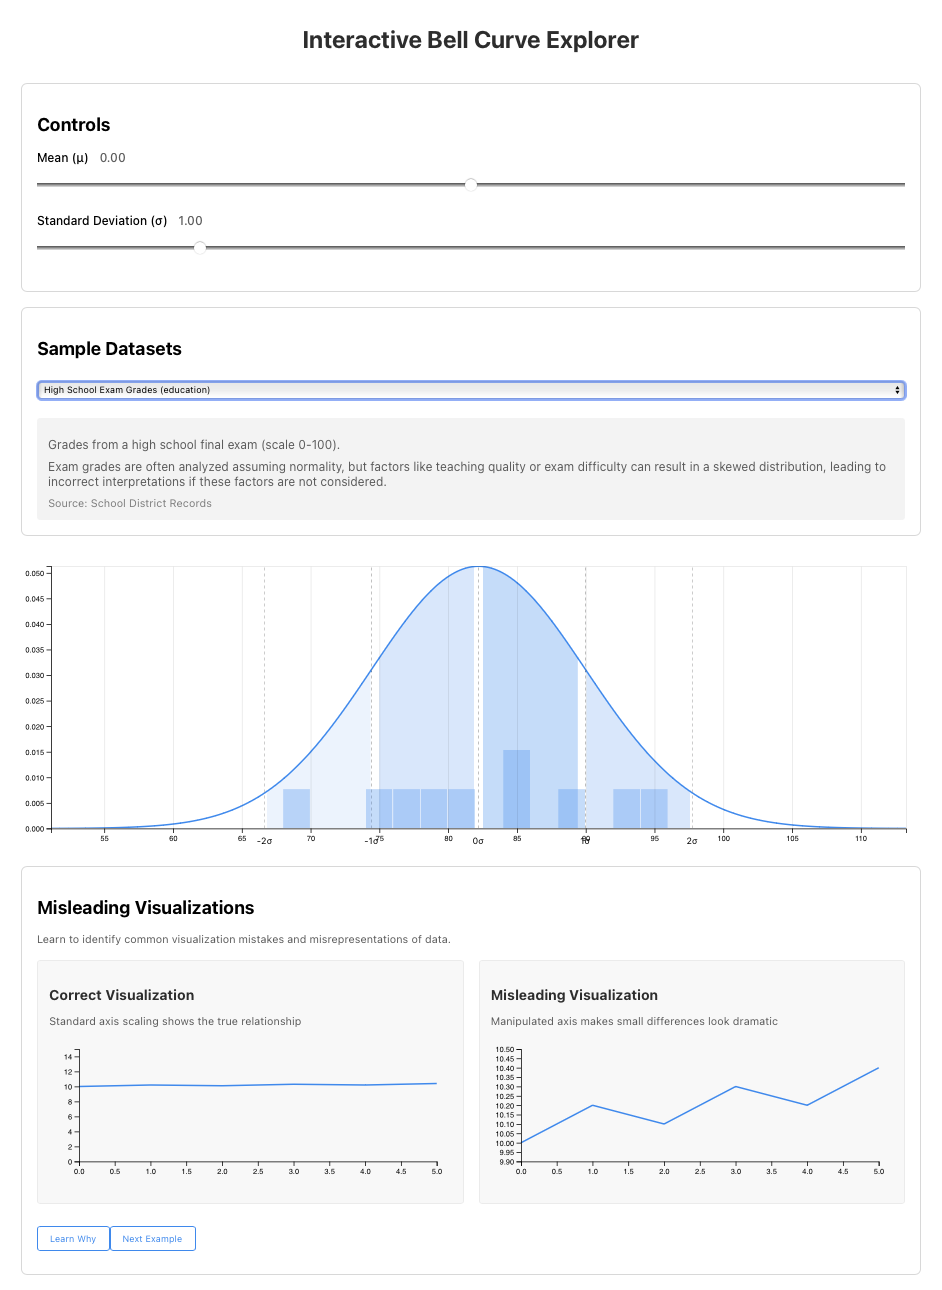 Interactive Bell Curve Explorer
Controls
Mean (μ) 0.00
Standard Deviation (σ) 1.00
Sample Datasets
High School Exam Grades (education)
Grades from a high school final exam (scale 0-100).
Exam grades are often analyzed assuming normality, but factors like teaching quality or exam difficulty can result in a skewed distribution, leading to
incorrect interpretations if these factors are not considered.
Source: School District Records
0.050
0.045
0.040
0.035
0.030
0.025
0.020
0.015
0.010
0.005
0.000
55 60 65 70 75 80 85 90 95 100 105 110
-2σ -1σ 0σ 1σ 2σ
Misleading Visualizations
Learn to identify common visualization mistakes and misrepresentations of data.
Correct Visualization
Standard axis scaling shows the true relationship
14
12
10
8
6
4
2
0
0.0 0.5 1.0 1.5 2.0 2.5 3.0 3.5 4.0 4.5 5.0
Misleading Visualization
Manipulated axis makes small differences look dramatic
10.50
10.45
10.40
10.35
10.30
10.25
10.20
10.15
10.10
10.05
10.00
9.95
9.90
0.0 0.5 1.0 1.5 2.0 2.5 3.0 3.5 4.0 4.5 5.0
Learn Why Next Example